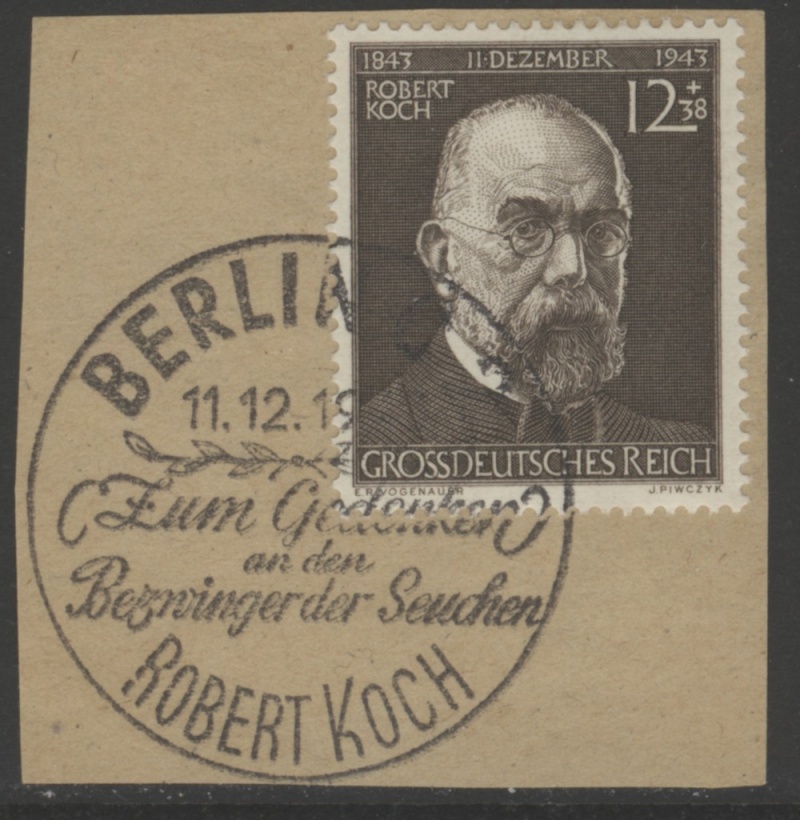 1843 11·DEZEMBER 1943
ROBERT KOCH 12+38
GROSSDEUTSCHES REICH
E.R.VOGENAUER J.PIWCZYK
BERLIN
11.12.19
Zum Gedenken
an den
Bezwinger der Seuchen
ROBERT KOCH